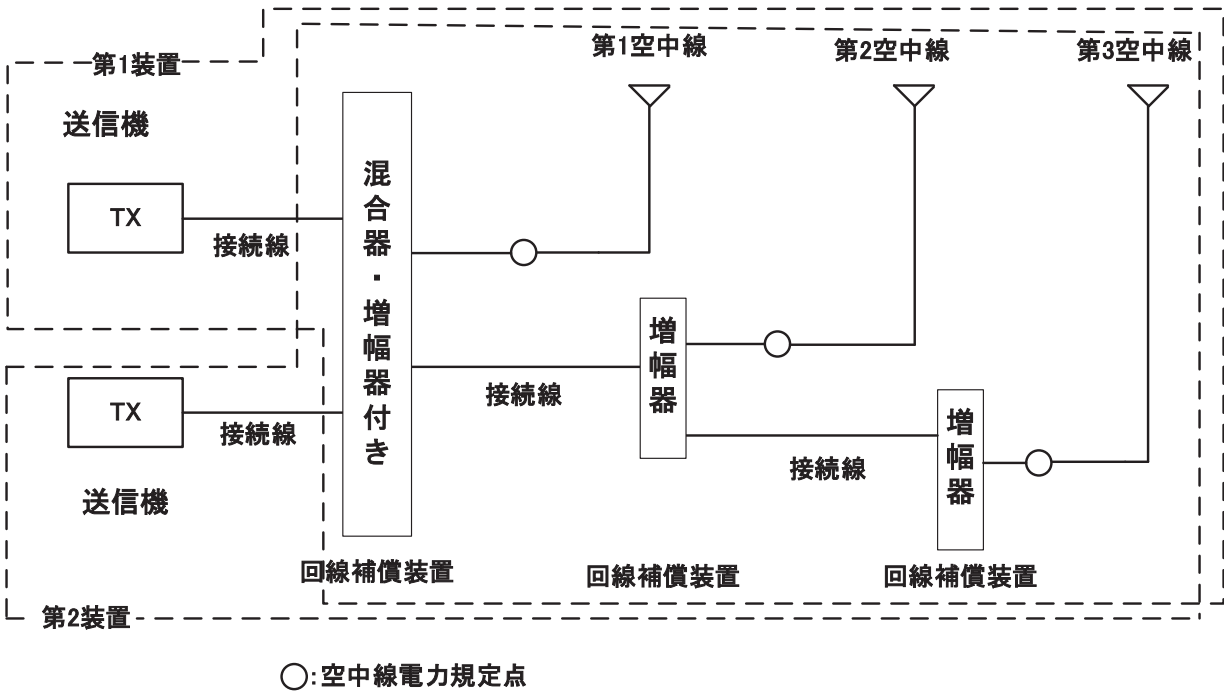 第1空中線
第2空中線
第3空中線
第1装置
送信機
TX
接続線
混合器・増幅器付き
増幅器
接続線
TX
接続線
増幅器
接続線
送信機
回線補償装置
回線補償装置
回線補償装置
第2装置
○:空中線電力規定点